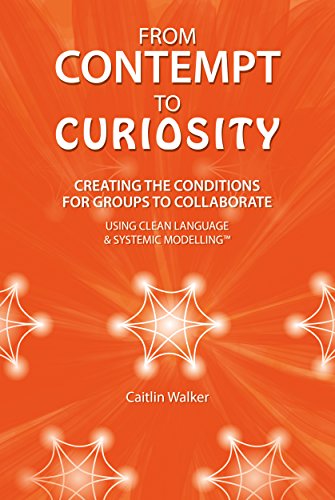 FROM
CONTEMPT
TO
CURIOSITY
CREATING THE CONDITIONS
FOR GROUPS TO COLLABORATE
USING CLEAN LANGUAGE
& SYSTEMIC MODELLING™
Caitlin Walker